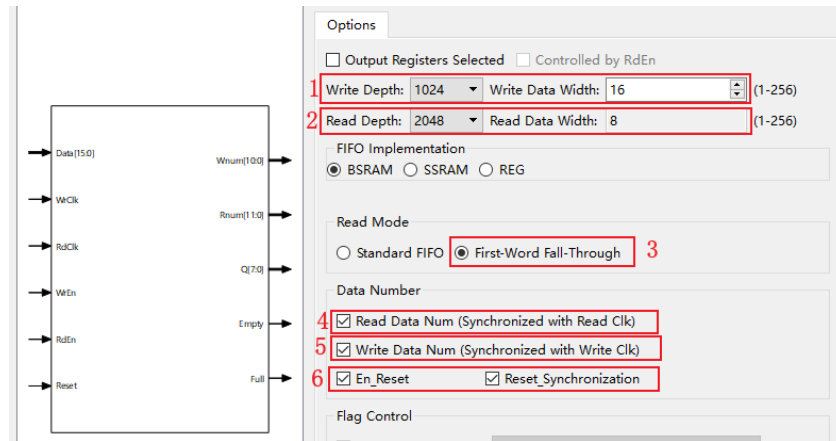 Options
Output Registers Selected Controlled by RdEn
1 Write Depth: 1024 Write Data Width: 16 (1-256)
2 Read Depth: 2048 Read Data Width: 8 (1-256)
FIFO Implementation
BSRAM SSRAM REG
Read Mode
Standard FIFO First-Word Fall-Through 3
Data Number
4 Read Data Num (Synchronized with Read Clk)
5 Write Data Num (Synchronized with Write Clk)
6 En_Reset Reset_Synchronization
Flag Control
Data[15:0]
Wnum[10:0]
WrClk
Rnum[11:0]
RdClk
Q[7:0]
WrEn
Empty
RdEn
Full
Reset